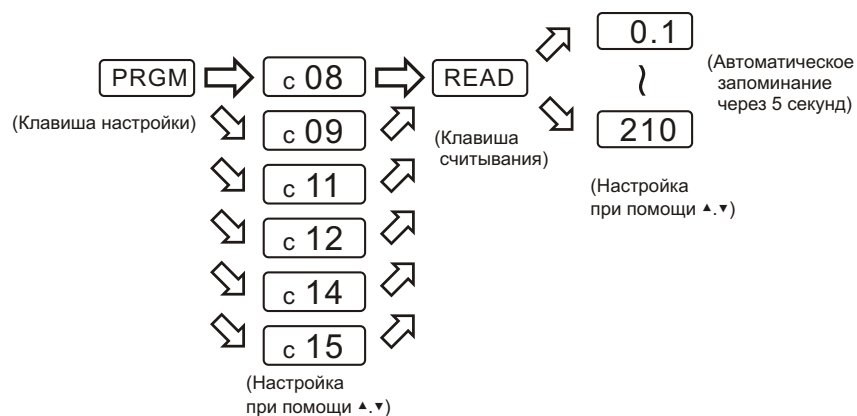 PRGM
(Клавиша настройки)
с 08
с 09
с 11
с 12
с 14
с 15
(Настройка
при помощи ▲.▼)
READ
(Клавиша
считывания)
0.1
≀
210
(Настройка
при помощи ▲.▼)
(Автоматическое
запоминание
через 5 секунд)